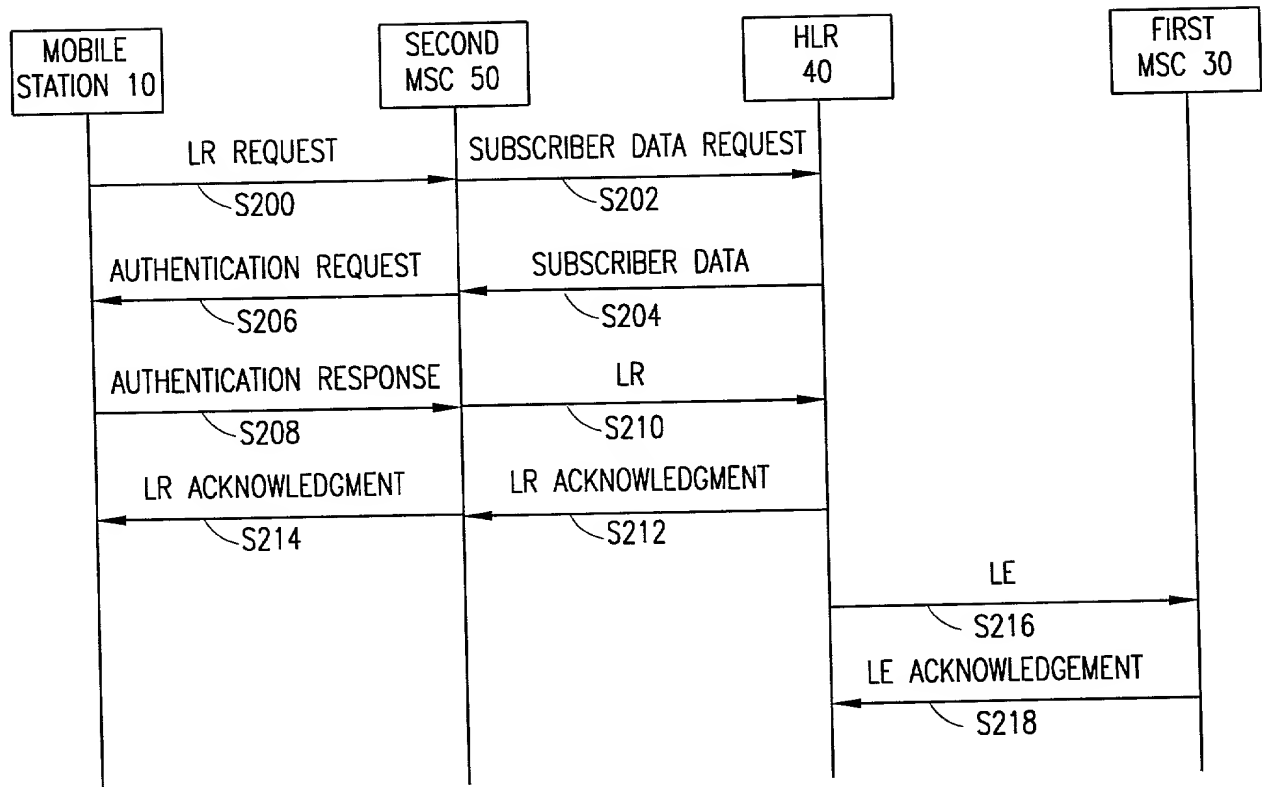 MOBILE
STATION 10
SECOND
MSC 50
HLR
40
FIRST
MSC 30
LR REQUEST
SUBSCRIBER DATA REQUEST
S200
S202
AUTHENTICATION REQUEST
SUBSCRIBER DATA
S206
S204
AUTHENTICATION RESPONSE
LR
S208
S210
LR ACKNOWLEDGMENT
LR ACKNOWLEDGMENT
S214
S212
LE
S216
LE ACKNOWLEDGEMENT
S218